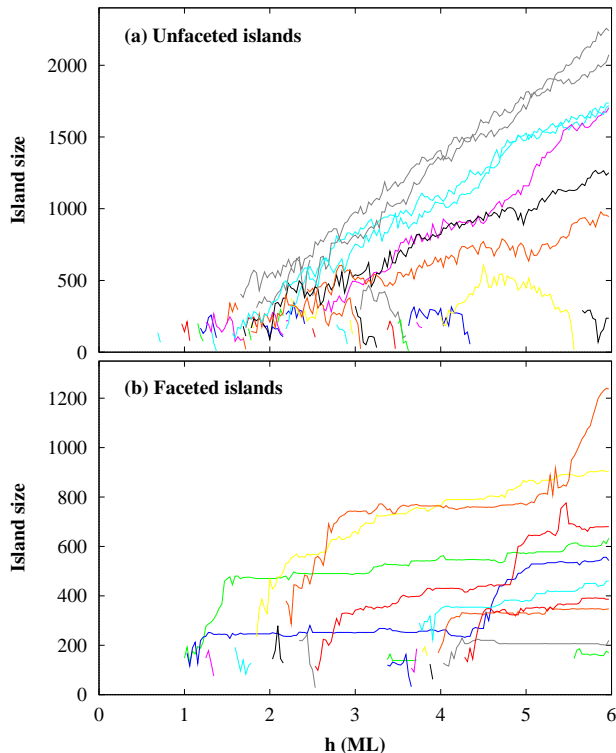 (a) Unfaceted islands
2000
1500
1000
500
0
Island size
(b) Faceted islands
1200
1000
800
600
400
200
0
Island size
0 1 2 3 4 5 6
h (ML)